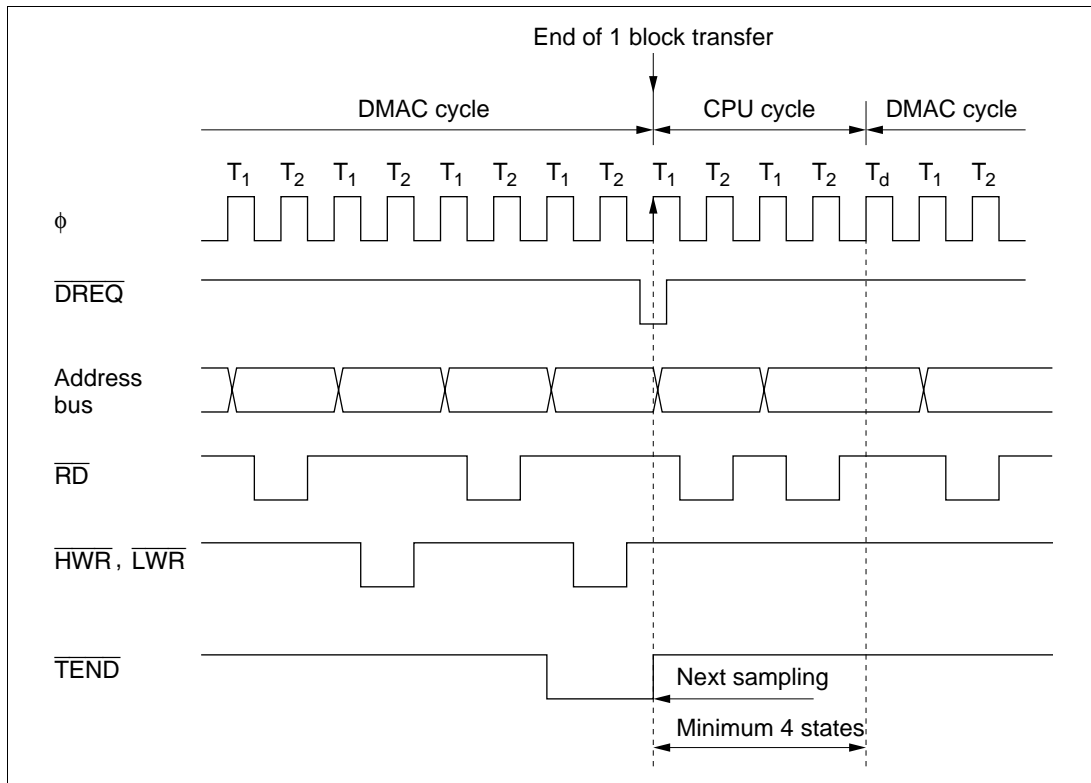 End of 1 block transfer
DMAC cycle CPU cycle DMAC cycle
T1 T2 T1 T2 T1 T2 T1 T2 T1 T2 T1 T2 Td T1 T2
φ
DREQ
Address
bus
RD
HWR, LWR
TEND
Next sampling
Minimum 4 states